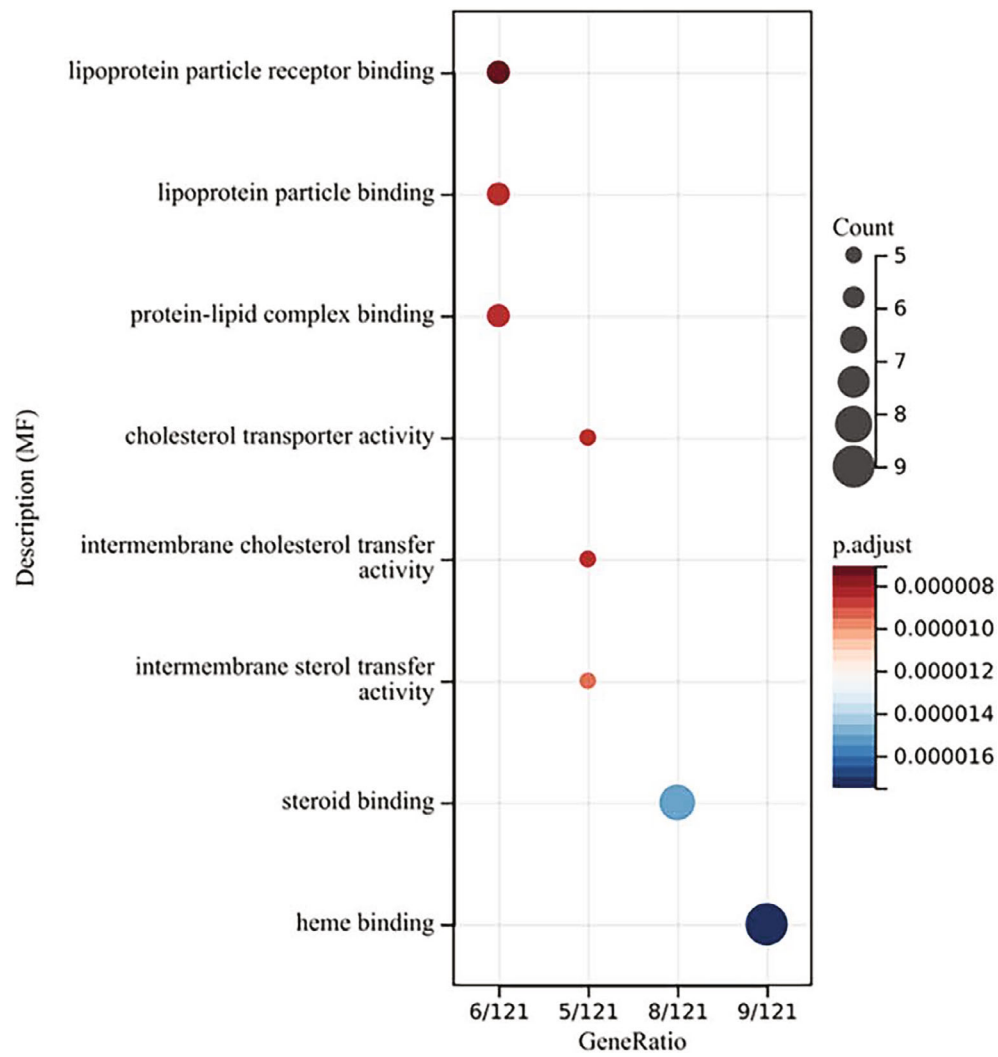 lipoprotein particle receptor binding
lipoprotein particle binding
protein-lipid complex binding
cholesterol transporter activity
intermembrane cholesterol transfer
activity
intermembrane sterol transfer
activity
steroid binding
heme binding
Description (MF)
6/121 5/121 8/121 9/121
GeneRatio
Count
5
6
7
8
9
p.adjust
0.000008
0.000010
0.000012
0.000014
0.000016